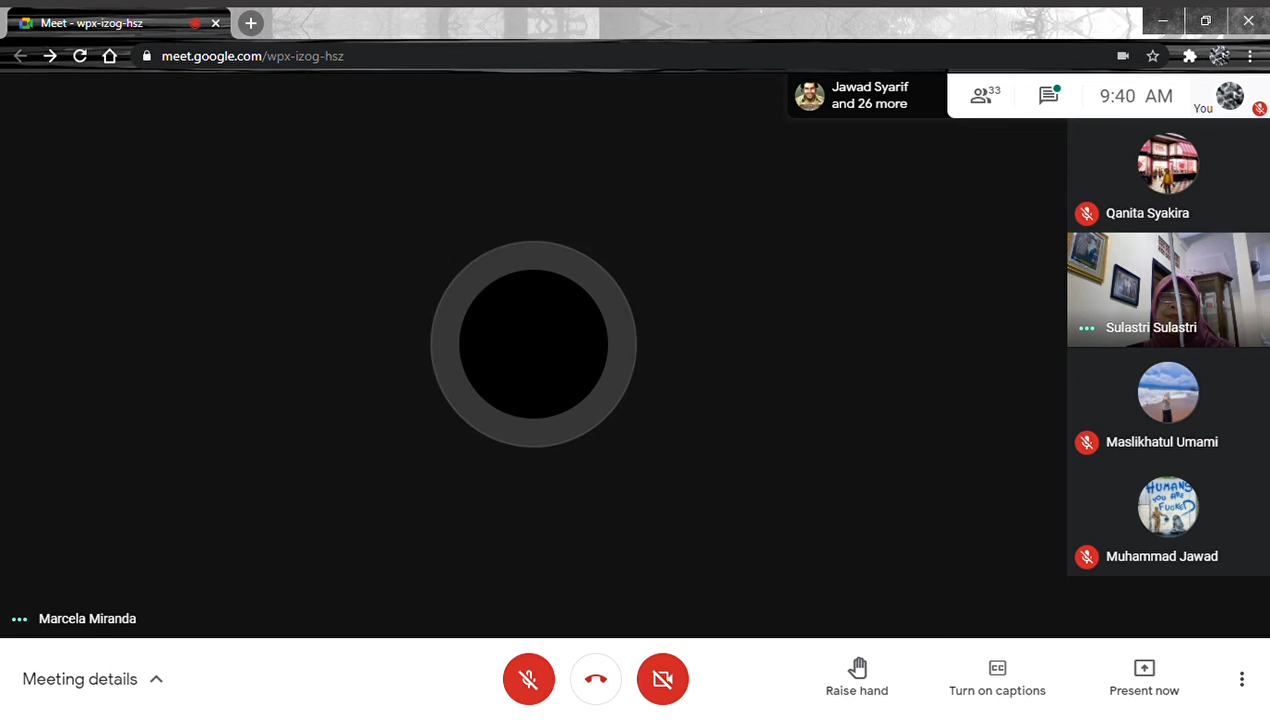 Meet - wpx-izog-hsz
meet.google.com/wpx-izog-hsz
Jawad Syarif
and 26 more
33
9:40 AM
You
Qanita Syakira
Sulastri Sulastri
Maslikhatul Umami
HUMANS
YOU ARE
FUCKED
Muhammad Jawad
Marcela Miranda
Meeting details
Raise hand
CC
Turn on captions
Present now